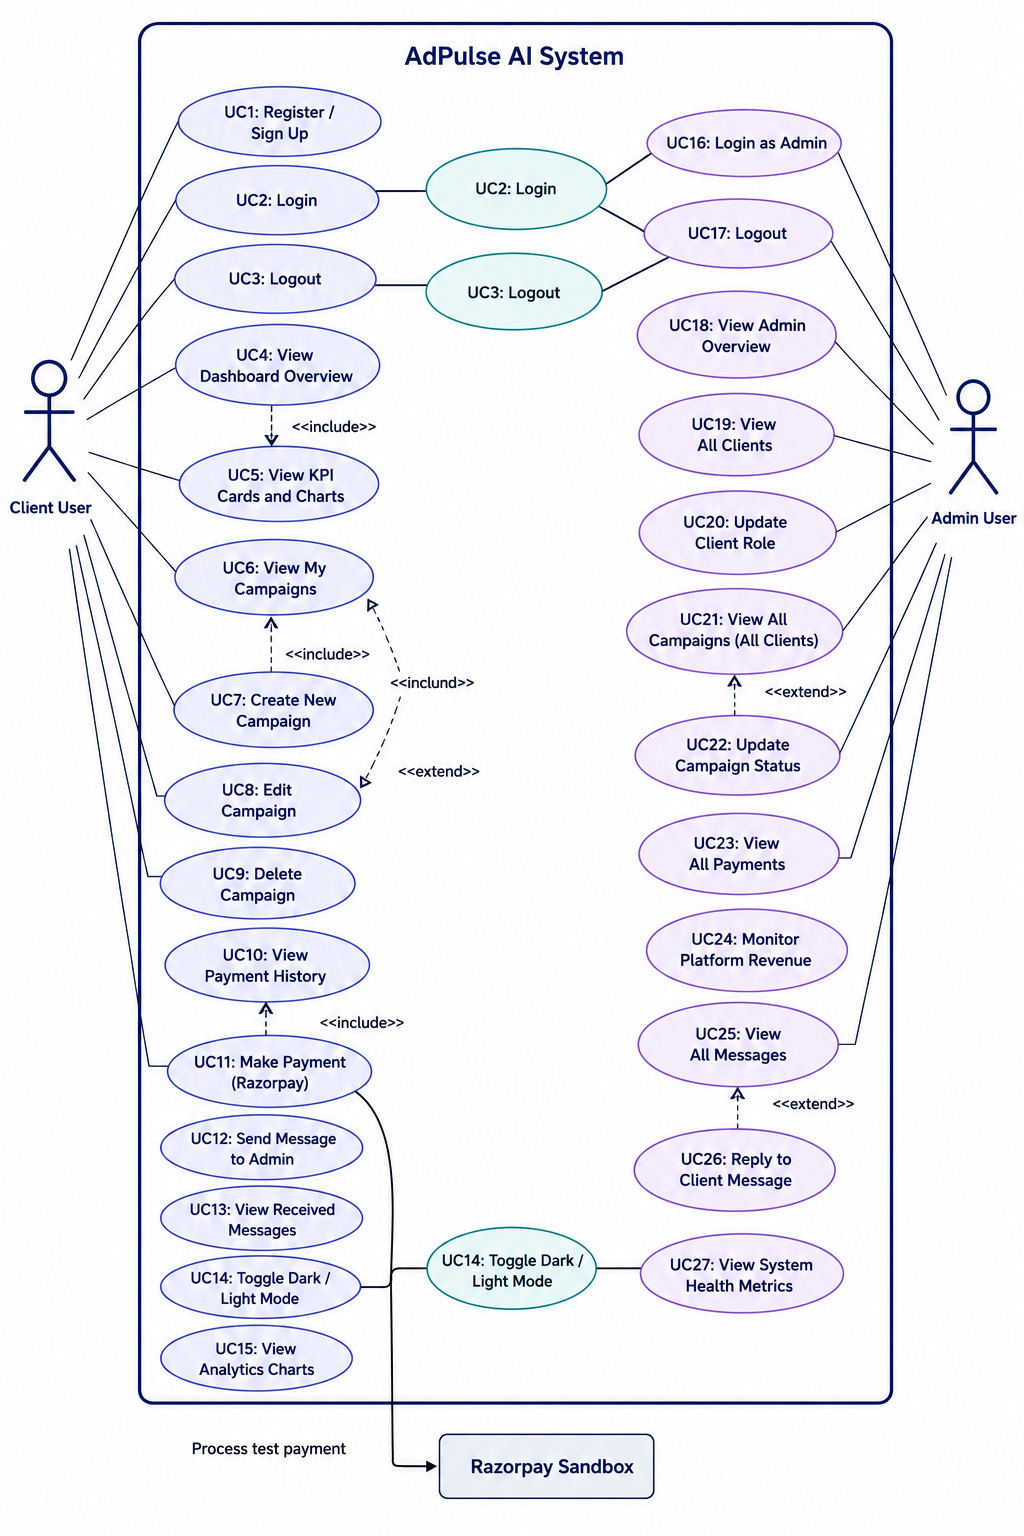 AdPulse AI System
UC1: Register /
Sign Up
UC2: Login
UC3: Logout
UC4: View
Dashboard Overview
<<include>>
UC5: View KPI
Cards and Charts
UC6: View My
Campaigns
<<include>>
<<inclund>>
UC7: Create New
Campaign
<<extend>>
UC8: Edit
Campaign
UC9: Delete
Campaign
UC10: View
Payment History
<<include>>
UC11: Make Payment
(Razorpay)
UC12: Send Message
to Admin
UC13: View Received
Messages
UC14: Toggle Dark /
Light Mode
UC15: View
Analytics Charts
Client User
UC2: Login
UC3: Logout
UC14: Toggle Dark /
Light Mode
UC16: Login as Admin
UC17: Logout
UC18: View Admin
Overview
UC19: View
All Clients
UC20: Update
Client Role
UC21: View All
Campaigns (All Clients)
<<extend>>
UC22: Update
Campaign Status
UC23: View
All Payments
UC24: Monitor
Platform Revenue
UC25: View
All Messages
<<extend>>
UC26: Reply to
Client Message
UC27: View System
Health Metrics
Admin User
Process test payment
Razorpay Sandbox